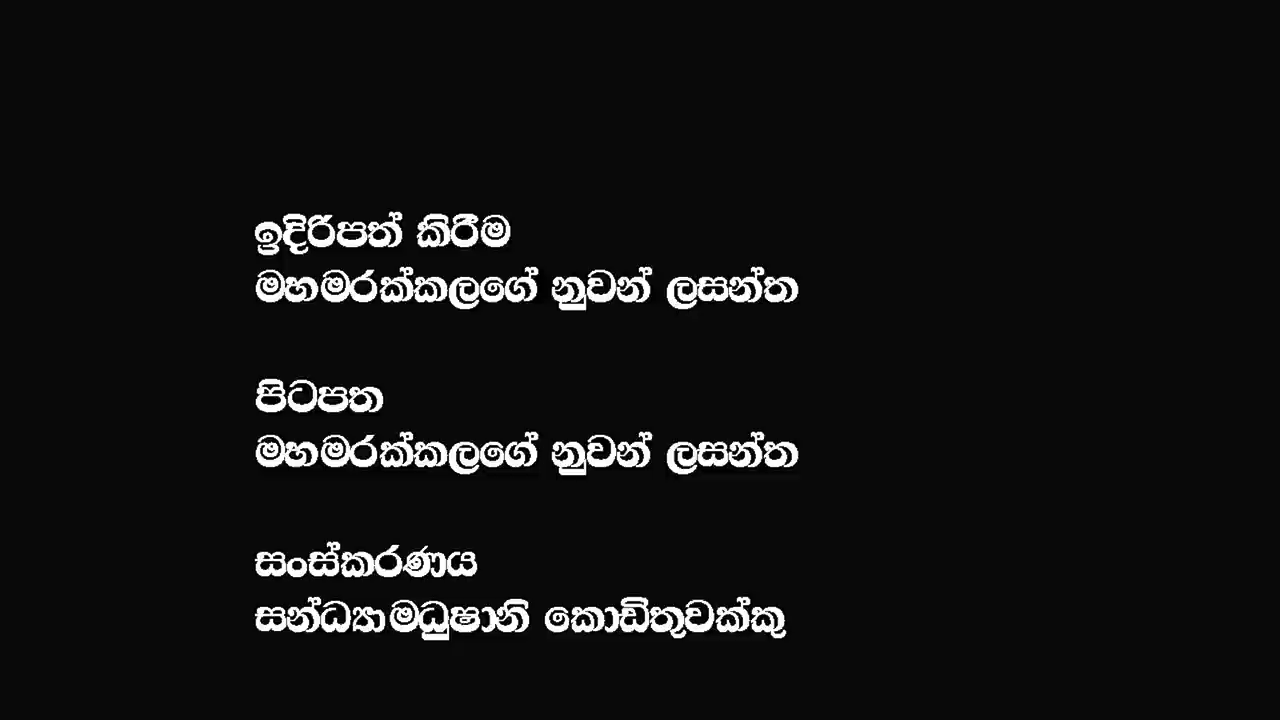 ඉදිරිපත් කිරීම
මහමරක්කලගේ නුවන් ලසන්ත
පිටපත
මහමරක්කලගේ නුවන් ලසන්ත
සංස්කරණය
සන්ධ්‍යාමධුෂානි කොඩිතුවක්කු